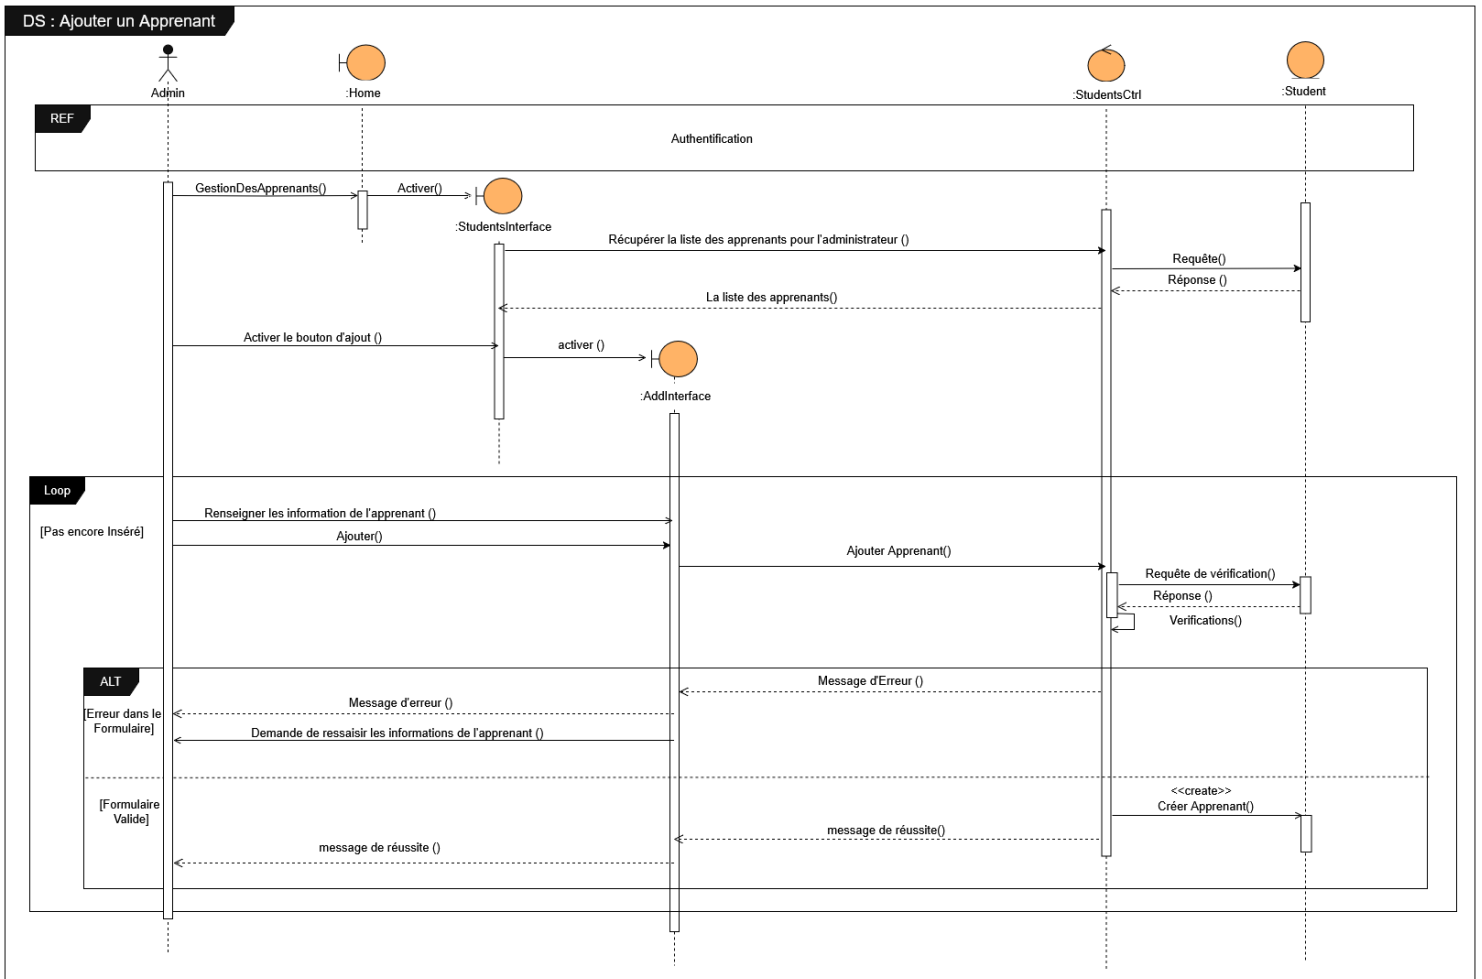 DS : Ajouter un Apprenant
Admin
:Home
:StudentsCtrl
:Student
REF
Authentification
GestionDesApprenants()
Activer()
:StudentsInterface
Récupérer la liste des apprenants pour l'administrateur ()
Requête()
Réponse ()
La liste des apprenants()
Activer le bouton d'ajout ()
activer ()
:AddInterface
Loop
[Pas encore Inséré]
Renseigner les information de l'apprenant ()
Ajouter()
Ajouter Apprenant()
Requête de vérification()
Réponse ()
Verifications()
ALT
Message d'Erreur ()
[Erreur dans le
Formulaire]
Message d'erreur ()
Demande de ressaisir les informations de l'apprenant ()
<<create>>
Créer Apprenant()
[Formulaire
Valide]
message de réussite()
message de réussite ()